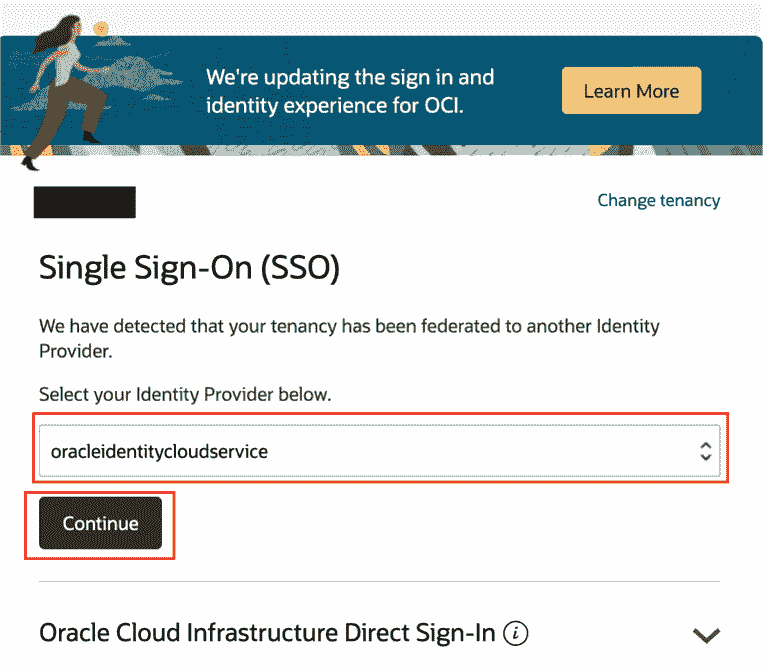 We're updating the sign in and
identity experience for OCI.
Learn More
Change tenancy
Single Sign-On (SSO)
We have detected that your tenancy has been federated to another Identity
Provider.
Select your Identity Provider below.
oracleidentitycloudservice
Continue
Oracle Cloud Infrastructure Direct Sign-In